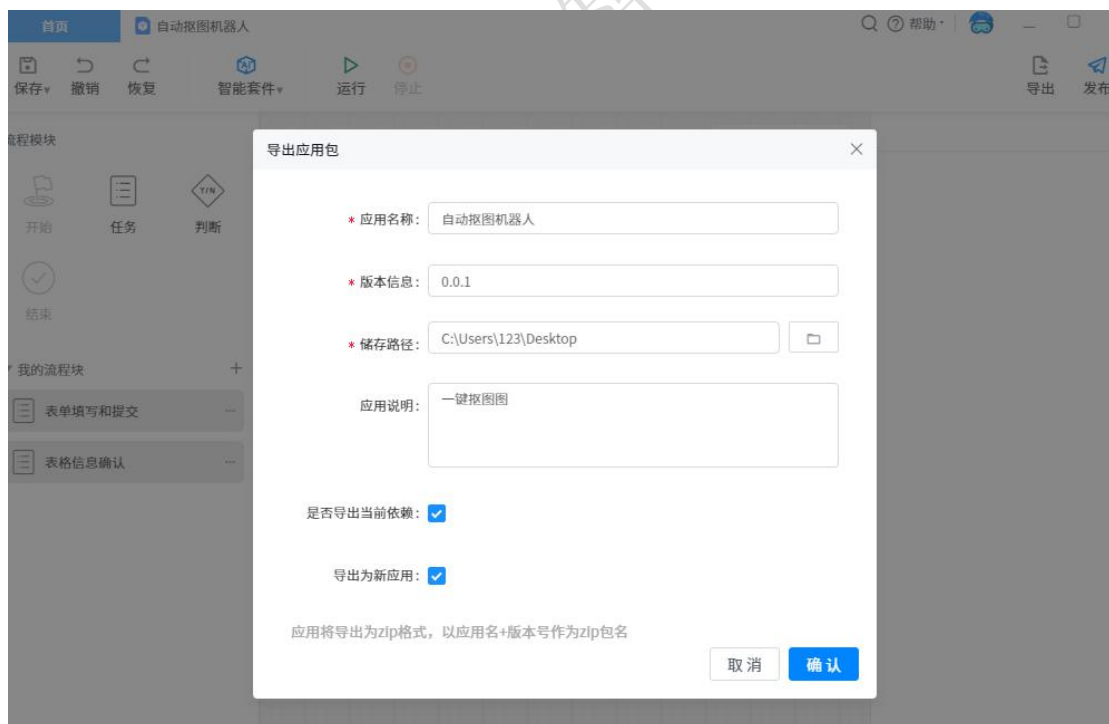 首页
自动抠图机器人
帮助
保存
撤销
恢复
智能套件
运行
停止
导出
发布
流程模块
开始
任务
Y/N
判断
结束
我的流程块
表单填写和提交
表格信息确认
导出应用包
* 应用名称: 自动抠图机器人
* 版本信息: 0.0.1
* 储存路径: C:\Users\123\Desktop
应用说明: 一键抠图图
是否导出当前依赖:
导出为新应用:
应用将导出为zip格式，以应用名+版本号作为zip包名
取消
确认